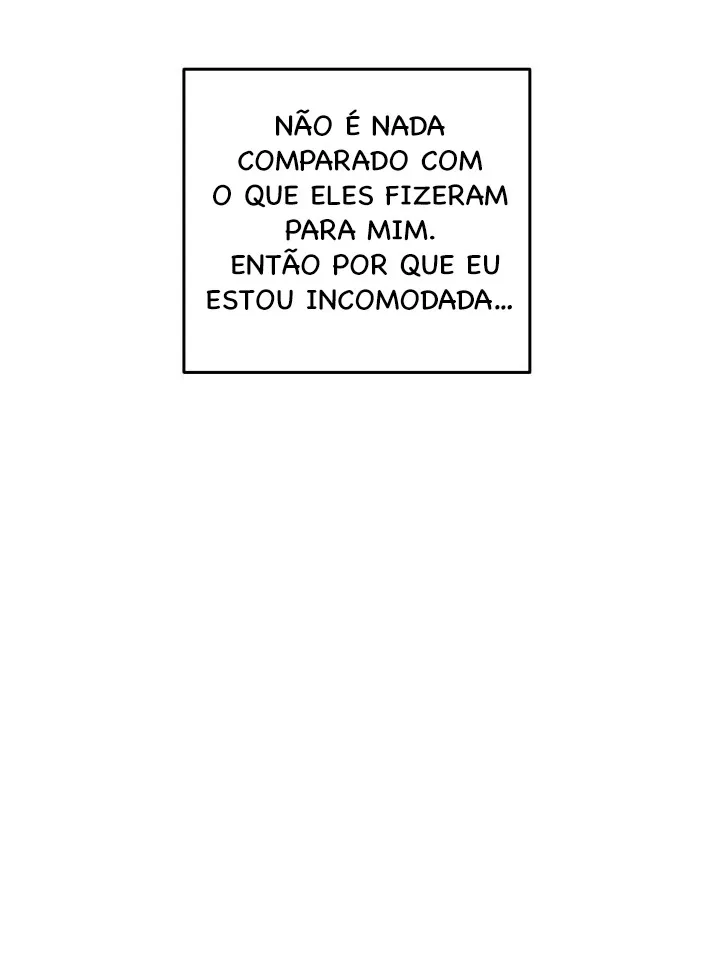 NÃO É NADA
COMPARADO COM
O QUE ELES FIZERAM
PARA MIM.
ENTÃO POR QUE EU
ESTOU INCOMODADA...